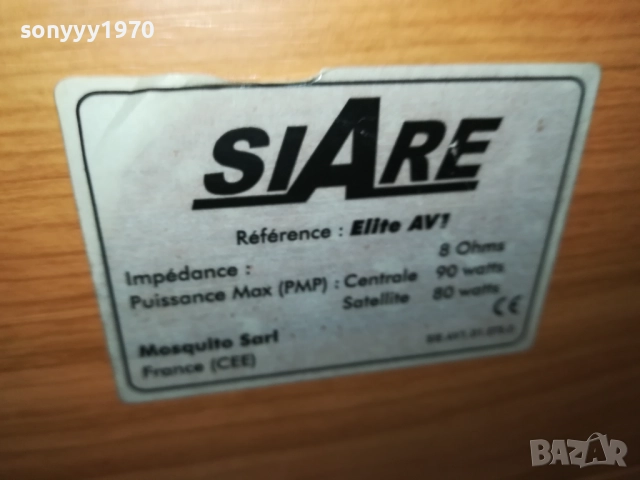 sonyyy1970
SIARE
Référence : Elite AV1
Impédance : 8 Ohms
Puissance Max (PMP) : Centrale 90 watts
Satellite 80 watts
CE
Mosquito Sarl
France (CEE)
BAZAR